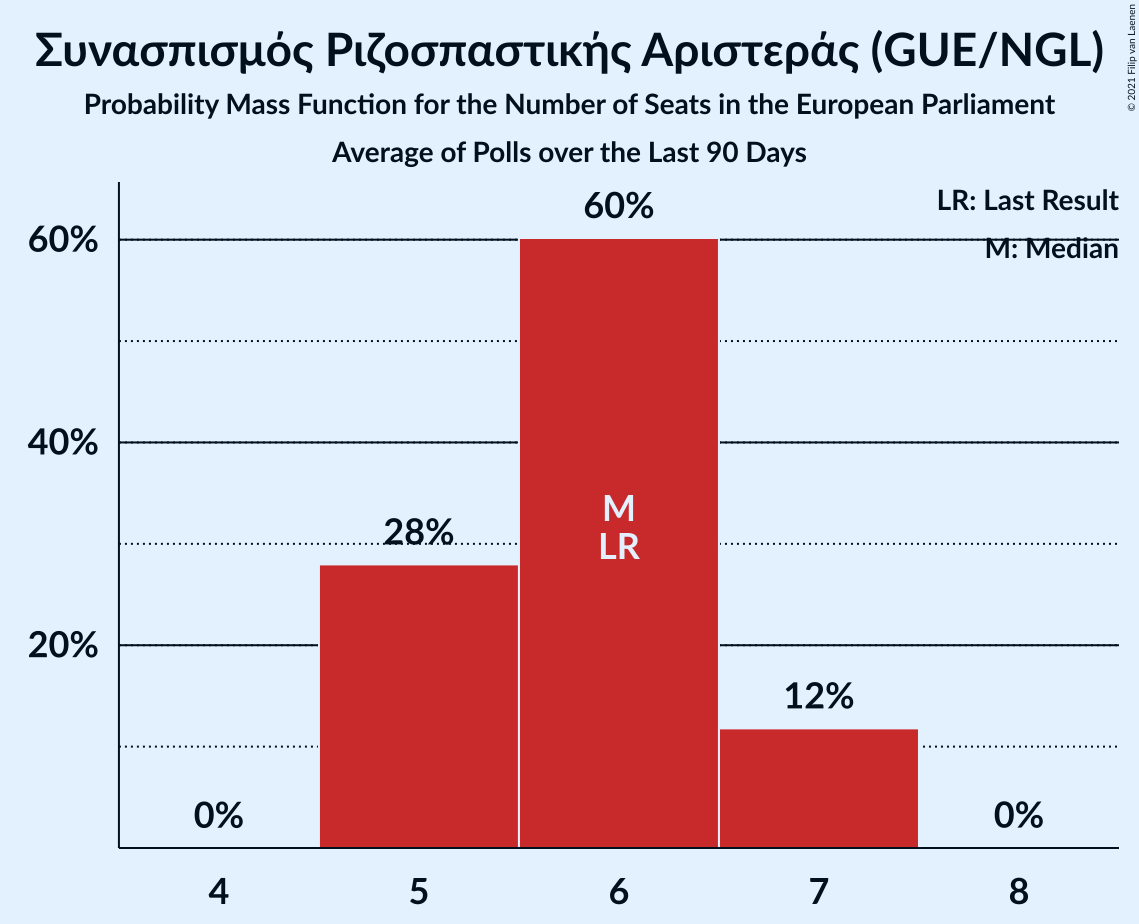 Συνασπισμός Ριζοσπαστικής Αριστεράς (GUE/NGL)
Probability Mass Function for the Number of Seats in the European Parliament
Average of Polls over the Last 90 Days
© 2021 Filip van Laenen
LR: Last Result
M: Median
60%
40%
20%
0%
28%
60%
M
LR
12%
0%
4
5
6
7
8